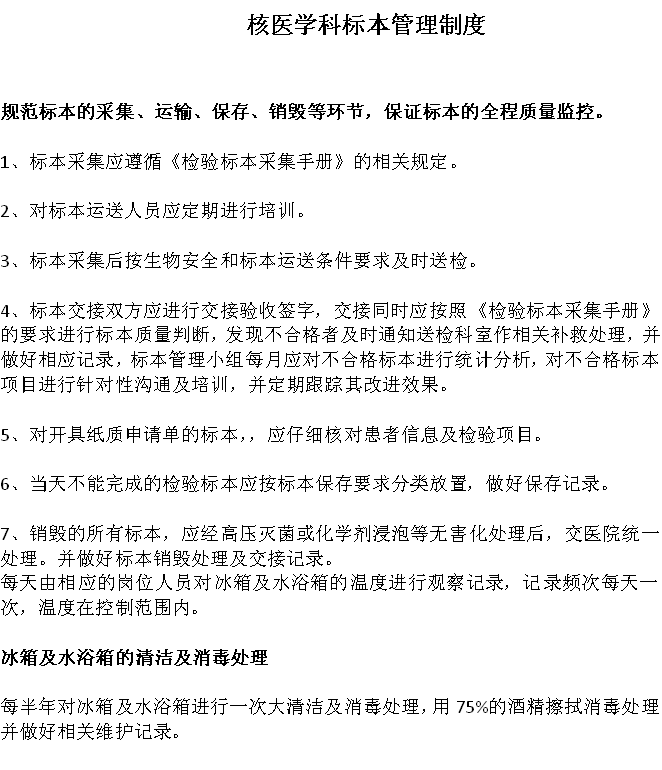 核医学科标本管理制度
规范标本的采集、运输、保存、销毁等环节，保证标本的全程质量监控。
1、标本采集应遵循《检验标本采集手册》的相关规定。
2、对标本运送人员应定期进行培训。
3、标本采集后按生物安全和标本运送条件要求及时送检。
4、标本交接双方应进行交接验收签字，交接同时应按照《检验标本采集手册》
的要求进行标本质量判断，发现不合格者及时通知送检科室作相关补救处理，并
做好相应记录，标本管理小组每月应对不合格标本进行统计分析，对不合格标本
项目进行针对性沟通及培训，并定期跟踪其改进效果。
5、对开具纸质申请单的标本，，应仔细核对患者信息及检验项目。
6、当天不能完成的检验标本应按标本保存要求分类放置，做好保存记录。
7、销毁的所有标本，应经高压灭菌或化学剂浸泡等无害化处理后，交医院统一
处理。并做好标本销毁处理及交接记录。
每天由相应的岗位人员对冰箱及水浴箱的温度进行观察记录，记录频次每天一
次，温度在控制范围内。
冰箱及水浴箱的清洁及消毒处理
每半年对冰箱及水浴箱进行一次大清洁及消毒处理，用 75%的酒精擦拭消毒处理
并做好相关维护记录。